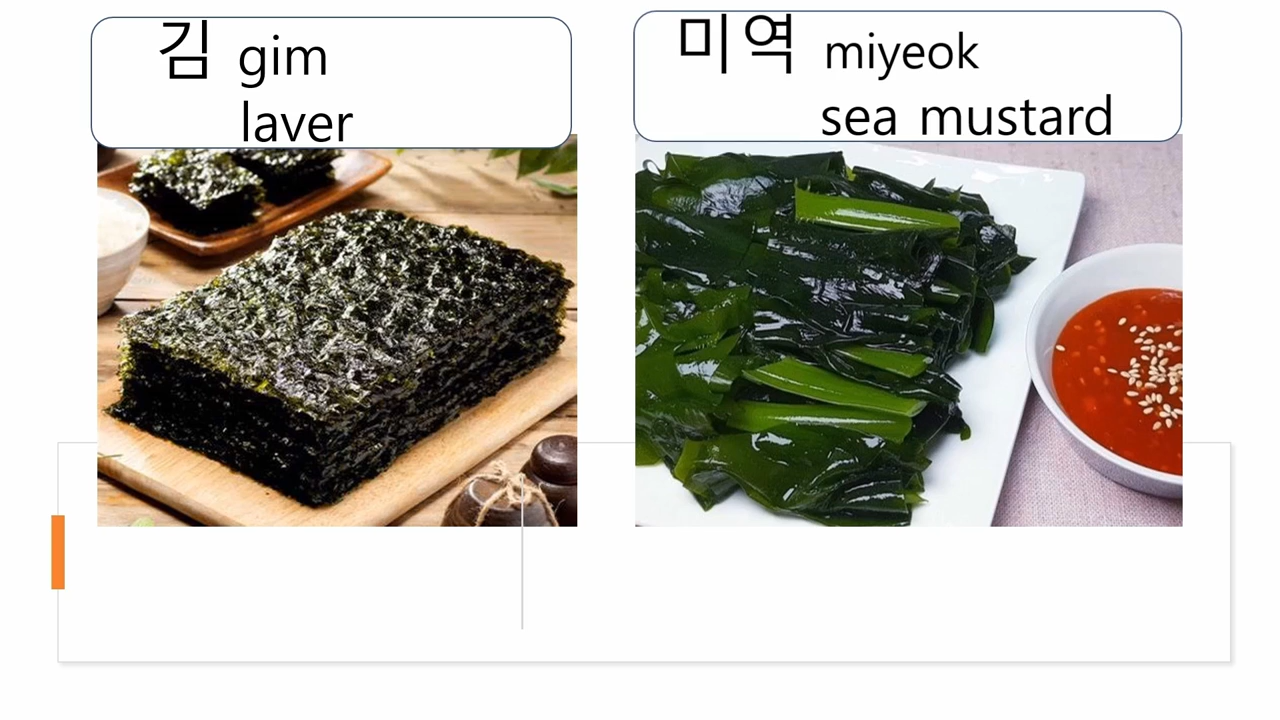 김 gim
laver
미역 miyeok
sea mustard